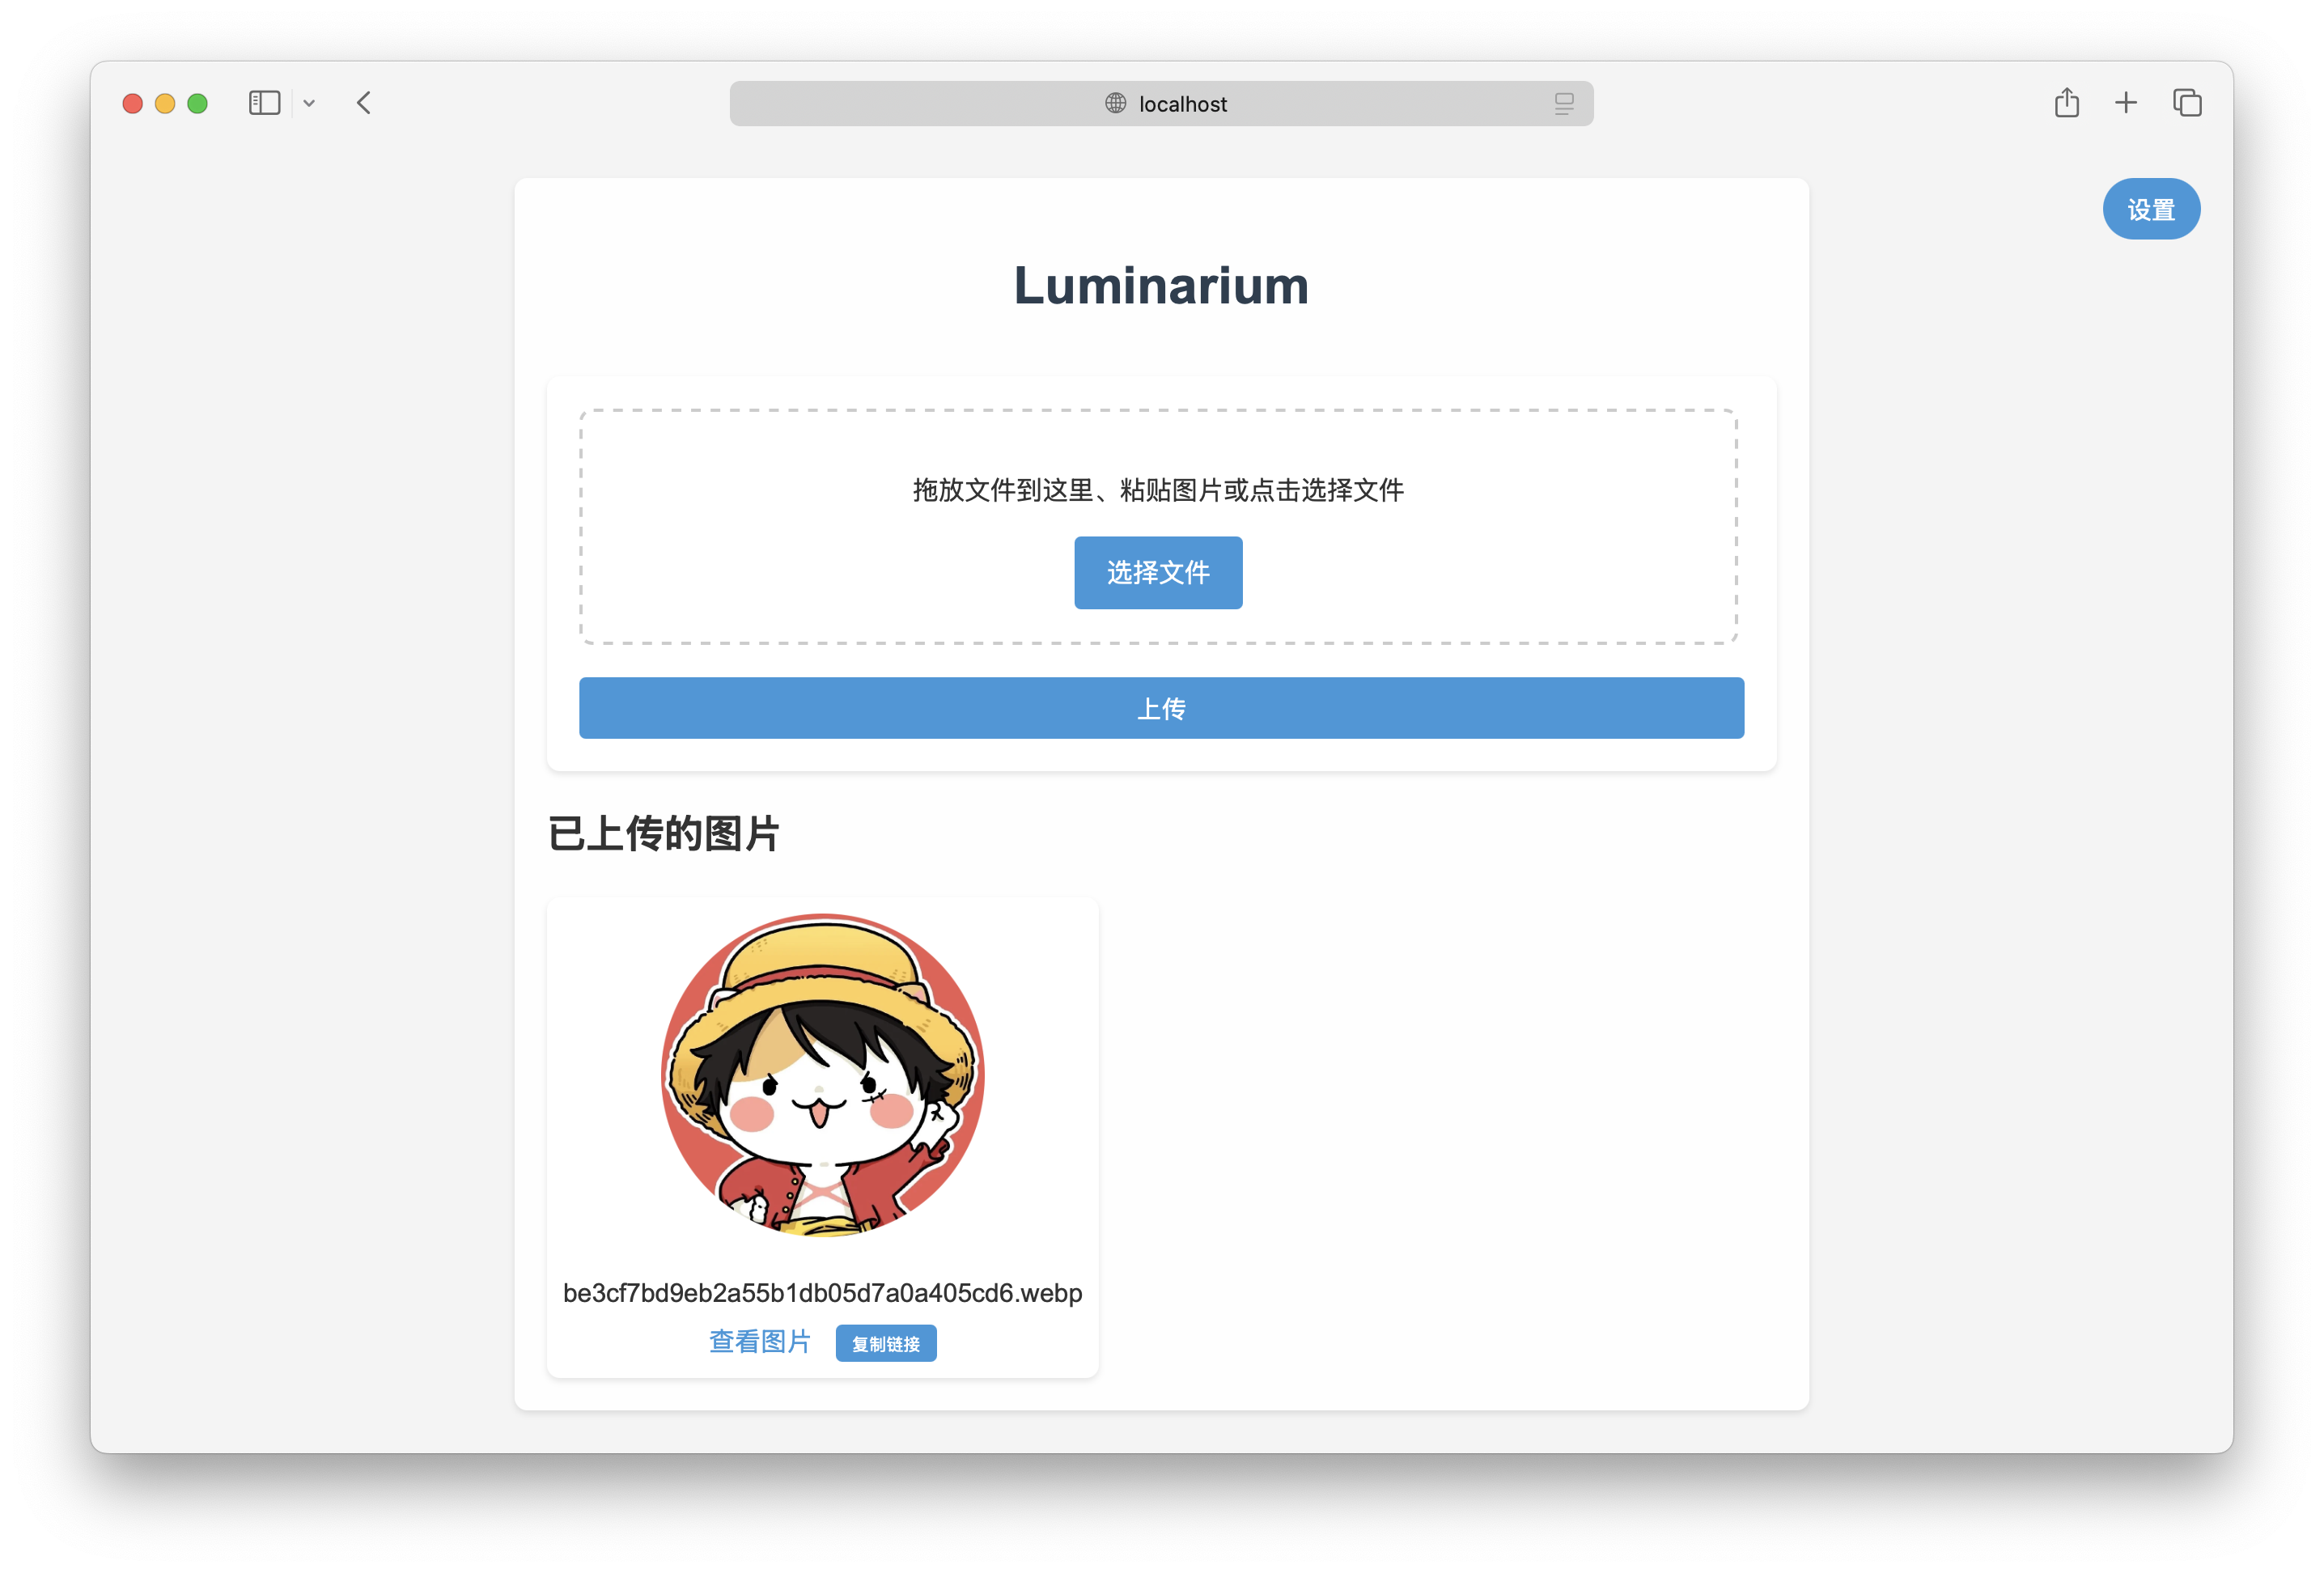 localhost
设置
Luminarium
拖放文件到这里、粘贴图片或点击选择文件
选择文件
上传
已上传的图片
be3cf7bd9eb2a55b1db05d7a0a405cd6.webp
查看图片 复制链接